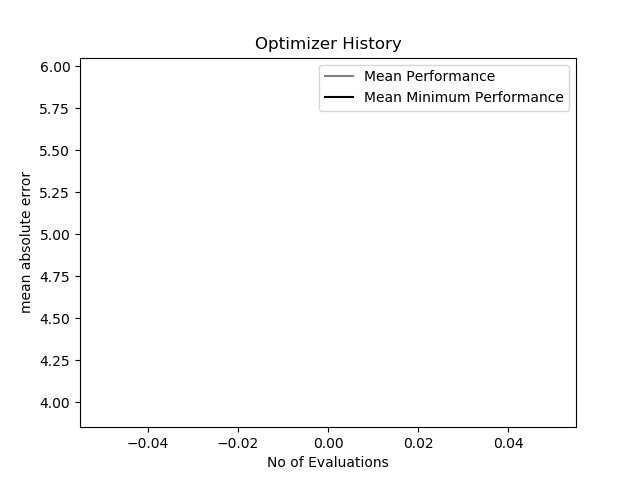 Optimizer History
Mean Performance
Mean Minimum Performance
6.00
5.75
5.50
5.25
5.00
4.75
4.50
4.25
4.00
mean absolute error
−0.04
−0.02
0.00
0.02
0.04
No of Evaluations